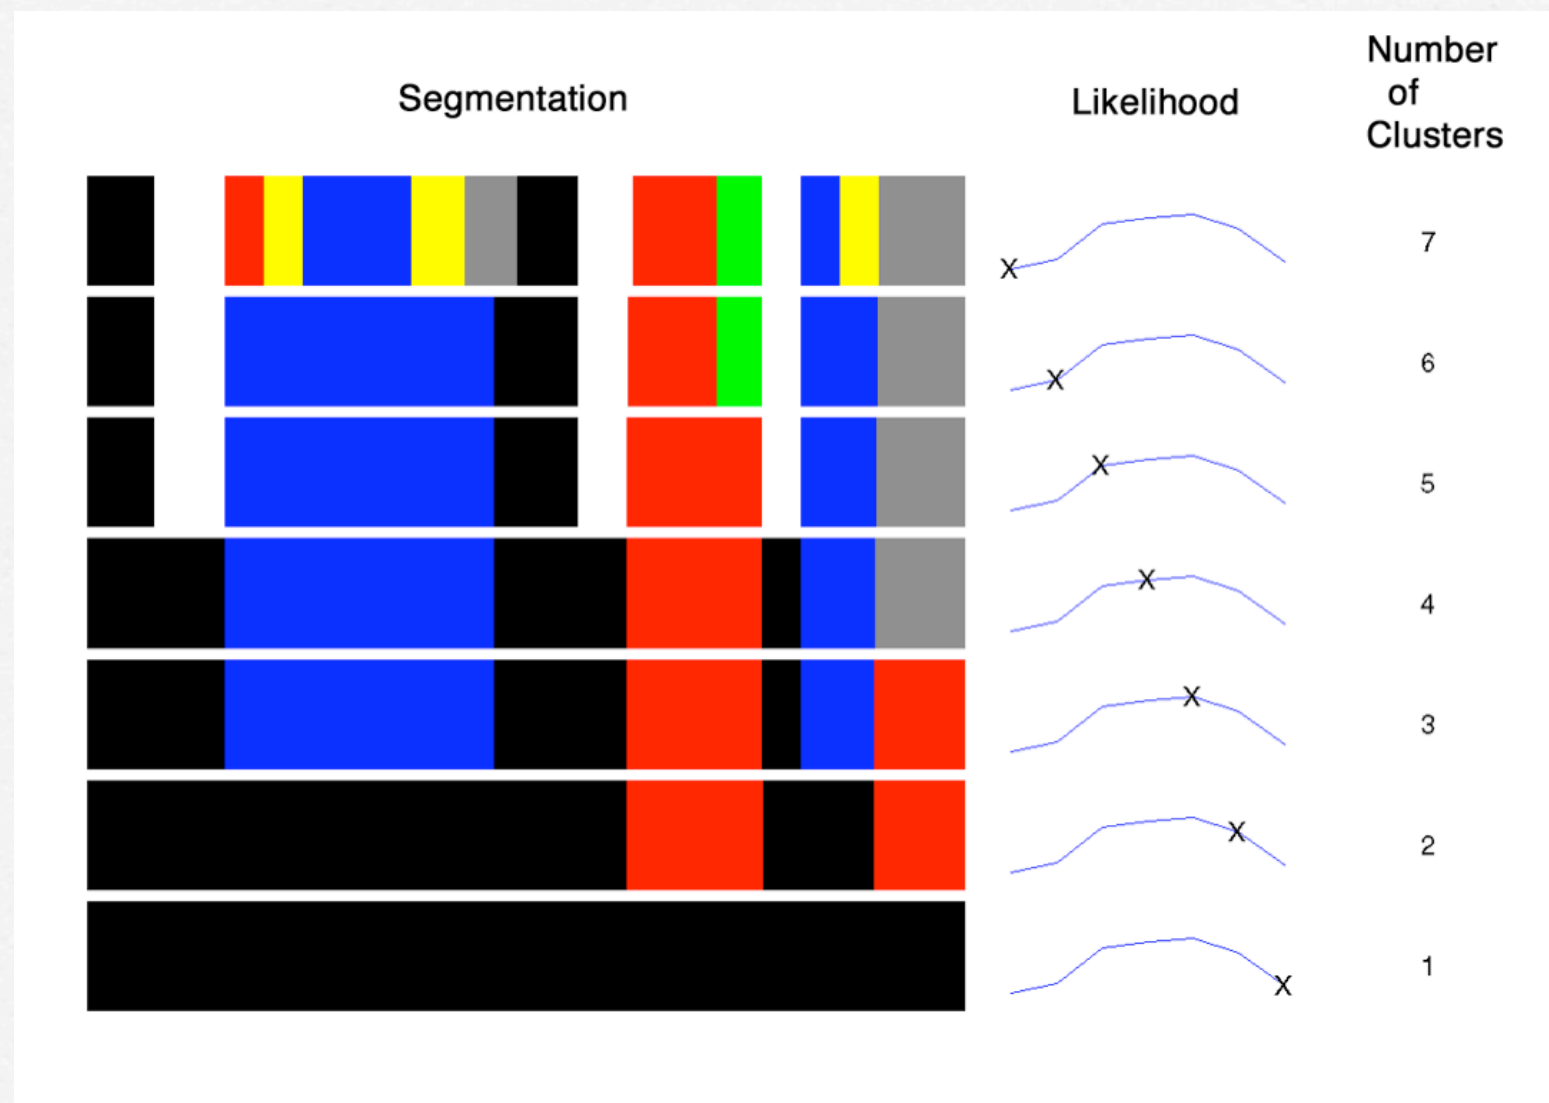 Segmentation
Likelihood
Number
of
Clusters
X
7
X
6
X
5
X
4
X
3
X
2
X
1